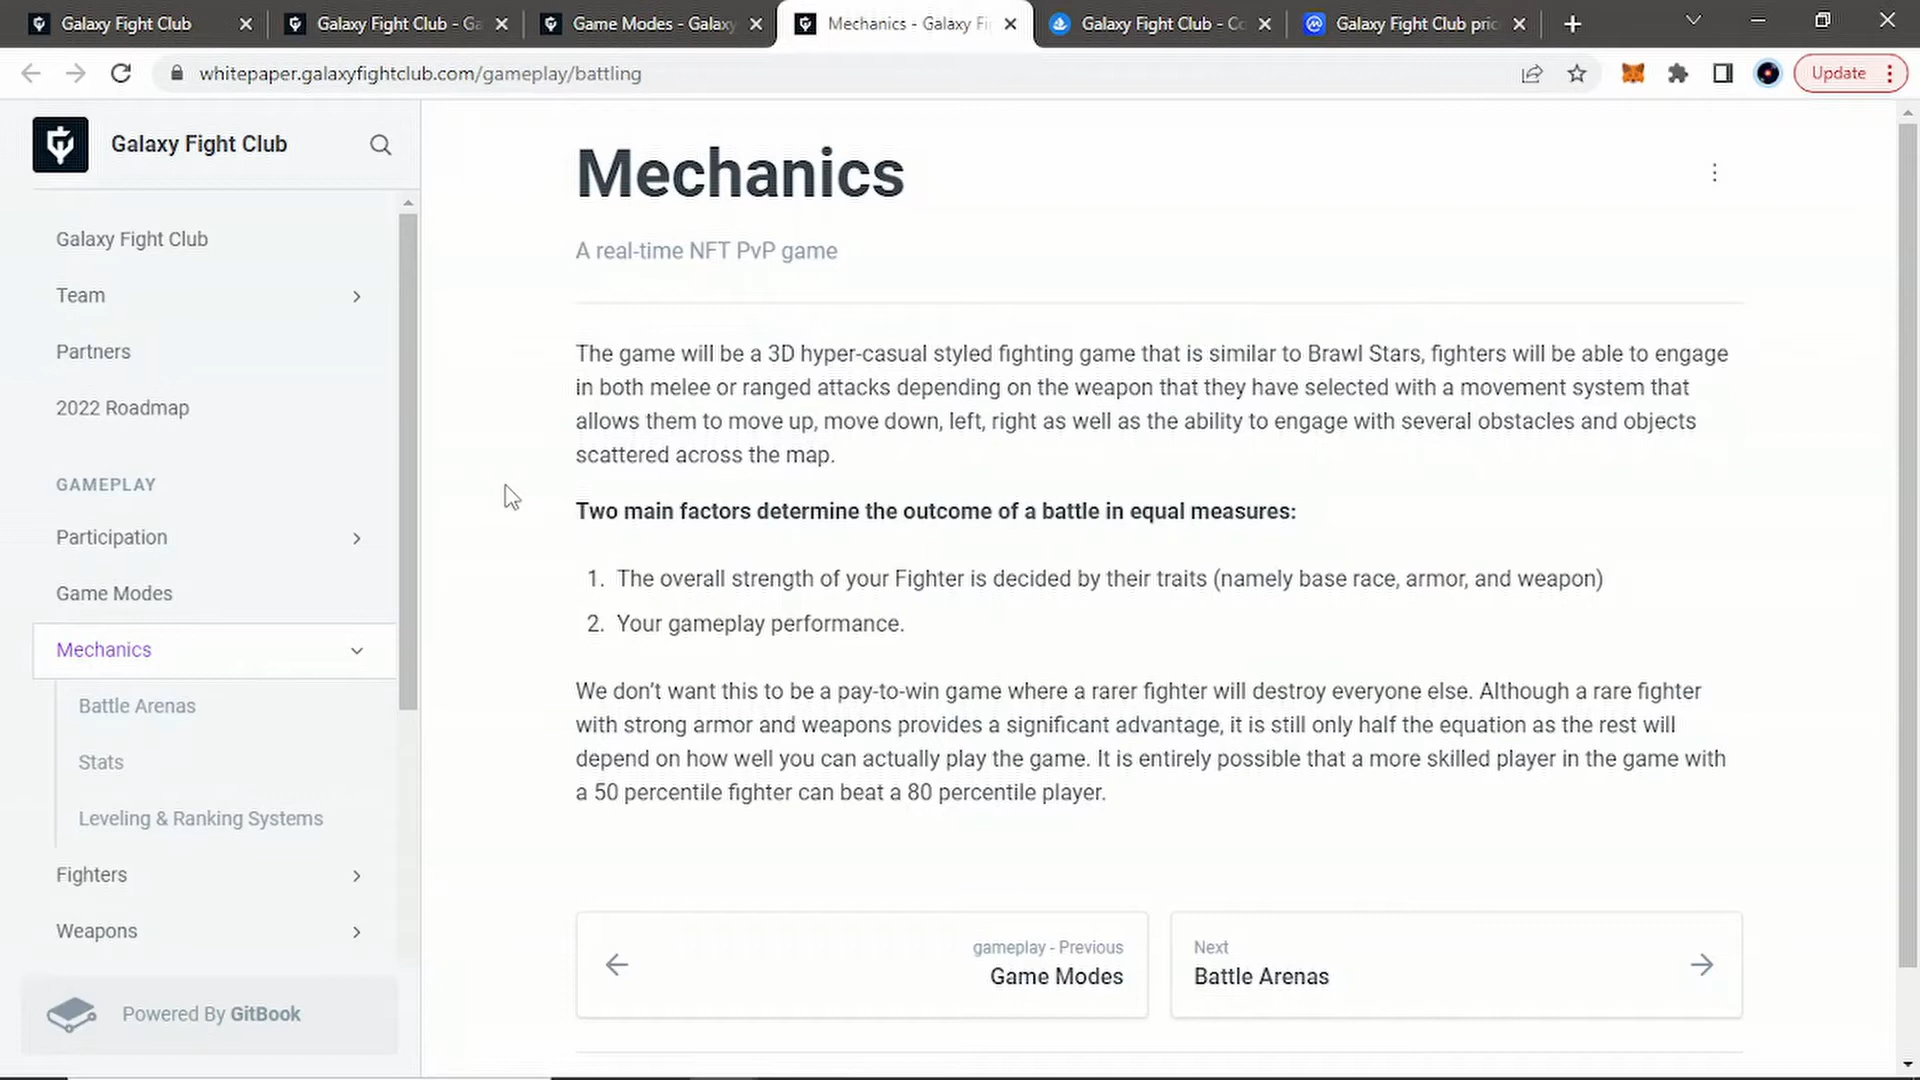 Galaxy Fight Club
Galaxy Fight Club - Ga
Game Modes - Galaxy
Mechanics - Galaxy Fi
Galaxy Fight Club - Co
Galaxy Fight Club pric
whitepaper.galaxyfightclub.com/gameplay/battling
Update
Galaxy Fight Club
Galaxy Fight Club
Team
Partners
2022 Roadmap
GAMEPLAY
Participation
Game Modes
Mechanics
Battle Arenas
Stats
Leveling & Ranking Systems
Fighters
Weapons
Powered By GitBook
Mechanics
A real-time NFT PvP game
The game will be a 3D hyper-casual styled fighting game that is similar to Brawl Stars, fighters will be able to engage
in both melee or ranged attacks depending on the weapon that they have selected with a movement system that
allows them to move up, move down, left, right as well as the ability to engage with several obstacles and objects
scattered across the map.
Two main factors determine the outcome of a battle in equal measures:
1. The overall strength of your Fighter is decided by their traits (namely base race, armor, and weapon)
2. Your gameplay performance.
We don't want this to be a pay-to-win game where a rarer fighter will destroy everyone else. Although a rare fighter
with strong armor and weapons provides a significant advantage, it is still only half the equation as the rest will
depend on how well you can actually play the game. It is entirely possible that a more skilled player in the game with
a 50 percentile fighter can beat a 80 percentile player.
gameplay - Previous
Game Modes
Next
Battle Arenas